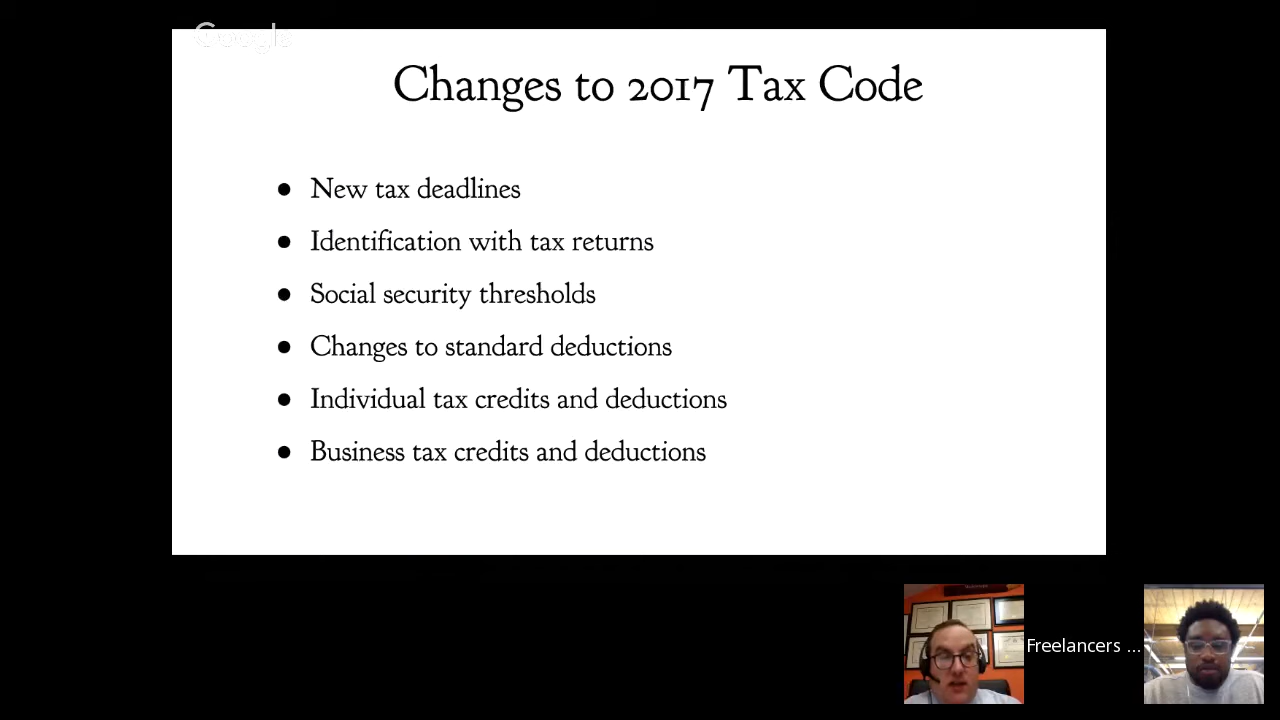 Google
Changes to 2017 Tax Code
● New tax deadlines
● Identification with tax returns
● Social security thresholds
● Changes to standard deductions
● Individual tax credits and deductions
● Business tax credits and deductions
Freelancers ...